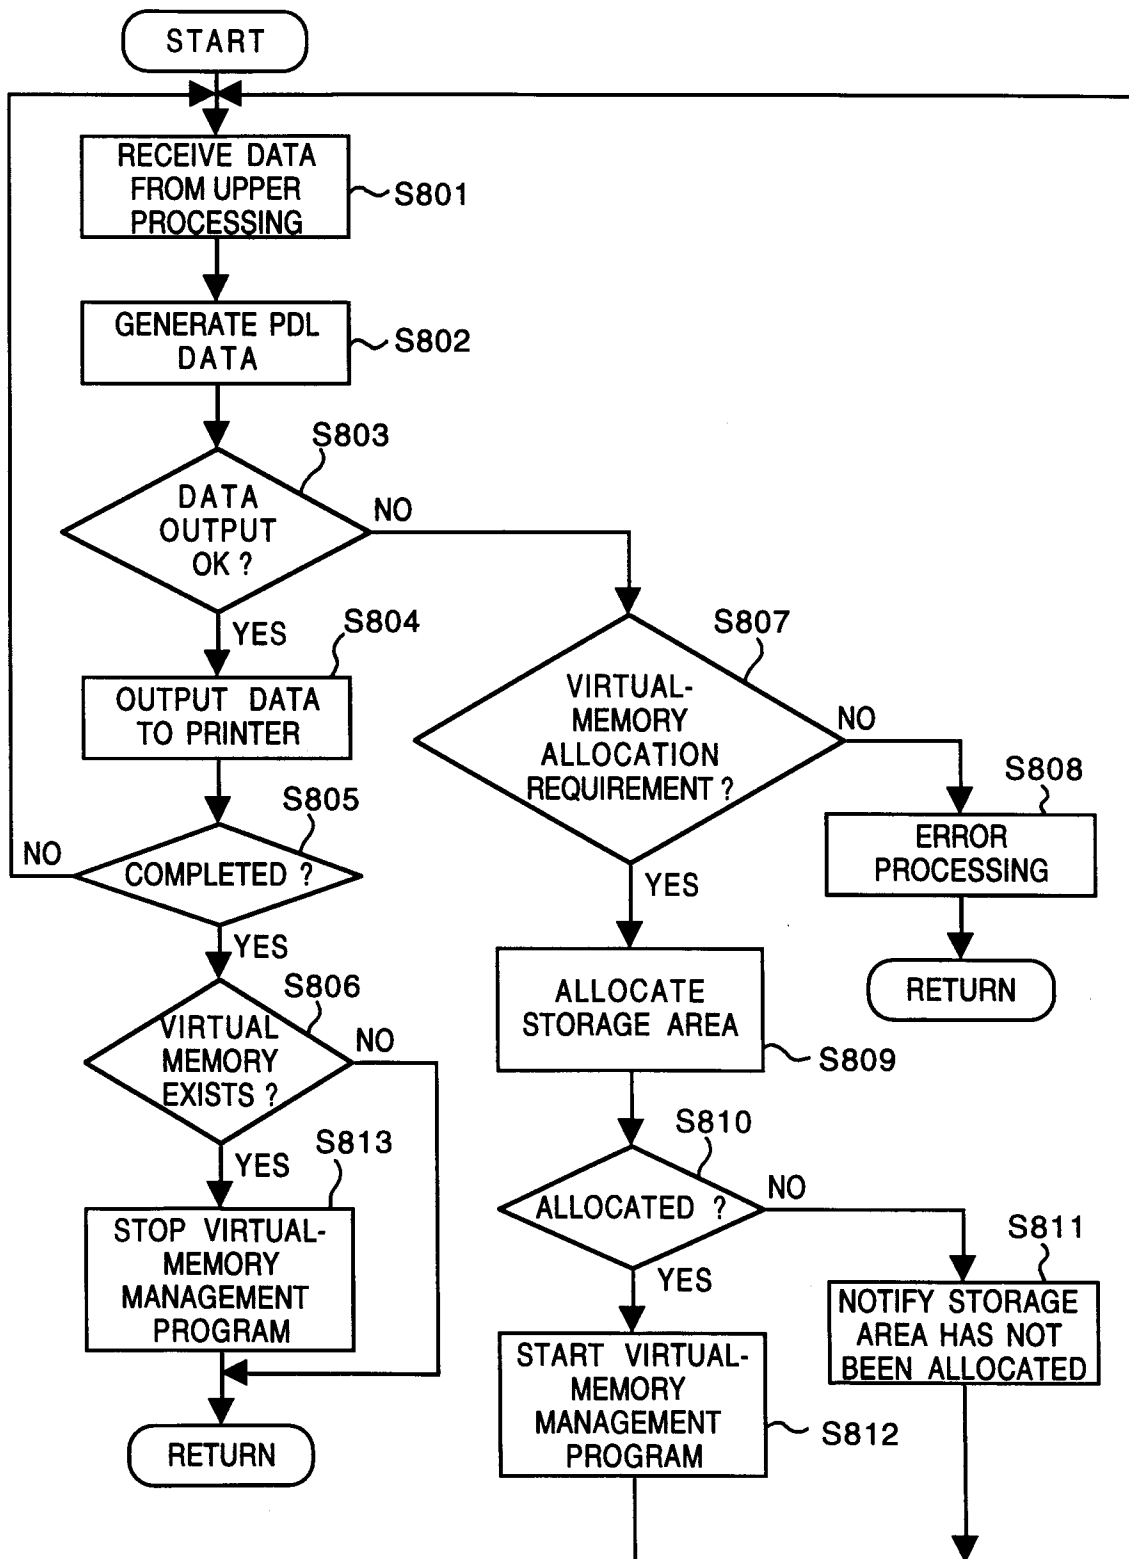 START
RECEIVE DATA
FROM UPPER
PROCESSING
S801
GENERATE PDL
DATA
S802
S803
DATA
OUTPUT
OK ?
NO
YES
S804
OUTPUT DATA
TO PRINTER
S805
COMPLETED ?
NO
YES
S806
VIRTUAL
MEMORY
EXISTS ?
NO
YES
S813
STOP VIRTUAL-
MEMORY
MANAGEMENT
PROGRAM
RETURN
S807
VIRTUAL-
MEMORY
ALLOCATION
REQUIREMENT ?
NO
YES
S808
ERROR
PROCESSING
RETURN
ALLOCATE
STORAGE AREA
S809
S810
ALLOCATED ?
NO
YES
S811
NOTIFY STORAGE
AREA HAS NOT
BEEN ALLOCATED
START VIRTUAL-
MEMORY
MANAGEMENT
PROGRAM
S812